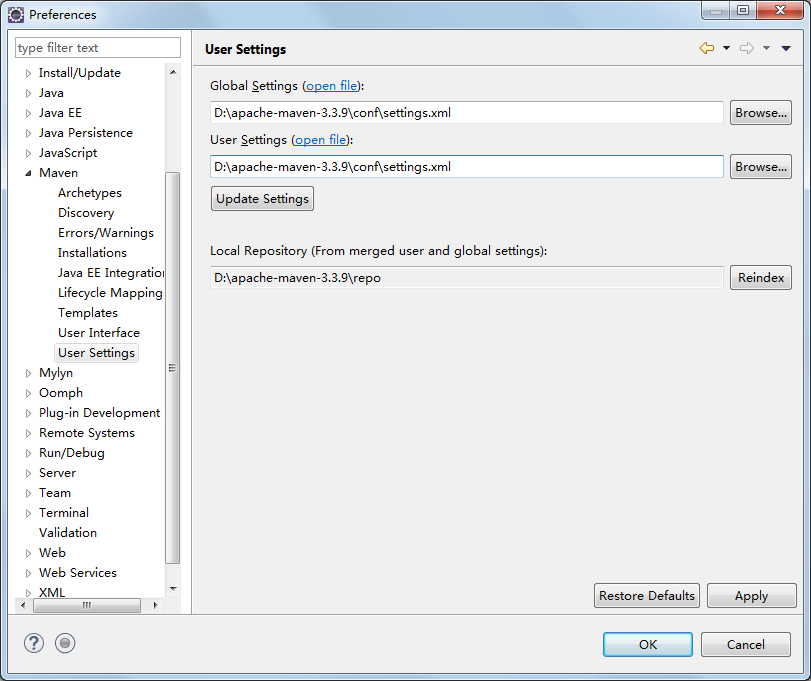 Preferences
type filter text
Install/Update
Java
Java EE
Java Persistence
JavaScript
Maven
Archetypes
Discovery
Errors/Warnings
Installations
Java EE Integration
Lifecycle Mapping
Templates
User Interface
User Settings
Mylyn
Oomph
Plug-in Development
Remote Systems
Run/Debug
Server
Team
Terminal
Validation
Web
Web Services
XML
User Settings
Global Settings (open file):
D:\apache-maven-3.3.9\conf\settings.xml Browse...
User Settings (open file):
D:\apache-maven-3.3.9\conf\settings.xml Browse...
Update Settings
Local Repository (From merged user and global settings):
D:\apache-maven-3.3.9\repo Reindex
Restore Defaults Apply
OK Cancel